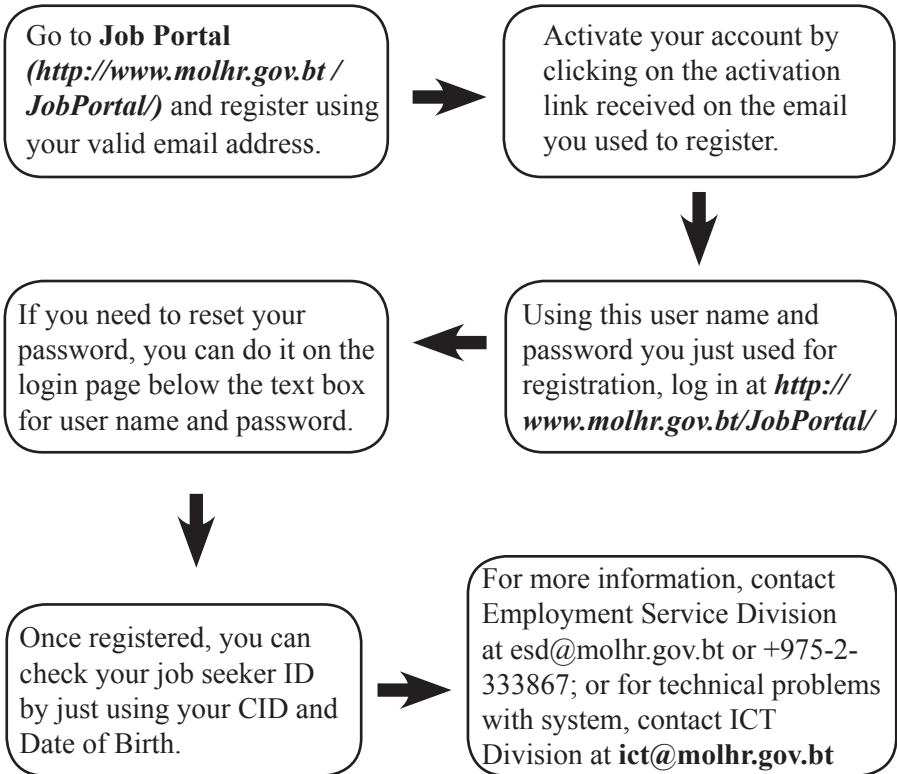 Go to Job Portal
(http://www.molhr.gov.bt /
JobPortal/) and register using
your valid email address.
Activate your account by
clicking on the activation
link received on the email
you used to register.
Using this user name and
password you just used for
registration, log in at http://
www.molhr.gov.bt/JobPortal/
If you need to reset your
password, you can do it on the
login page below the text box
for user name and password.
Once registered, you can
check your job seeker ID
by just using your CID and
Date of Birth.
For more information, contact
Employment Service Division
at esd@molhr.gov.bt or +975-2-
333867; or for technical problems
with system, contact ICT
Division at ict@molhr.gov.bt